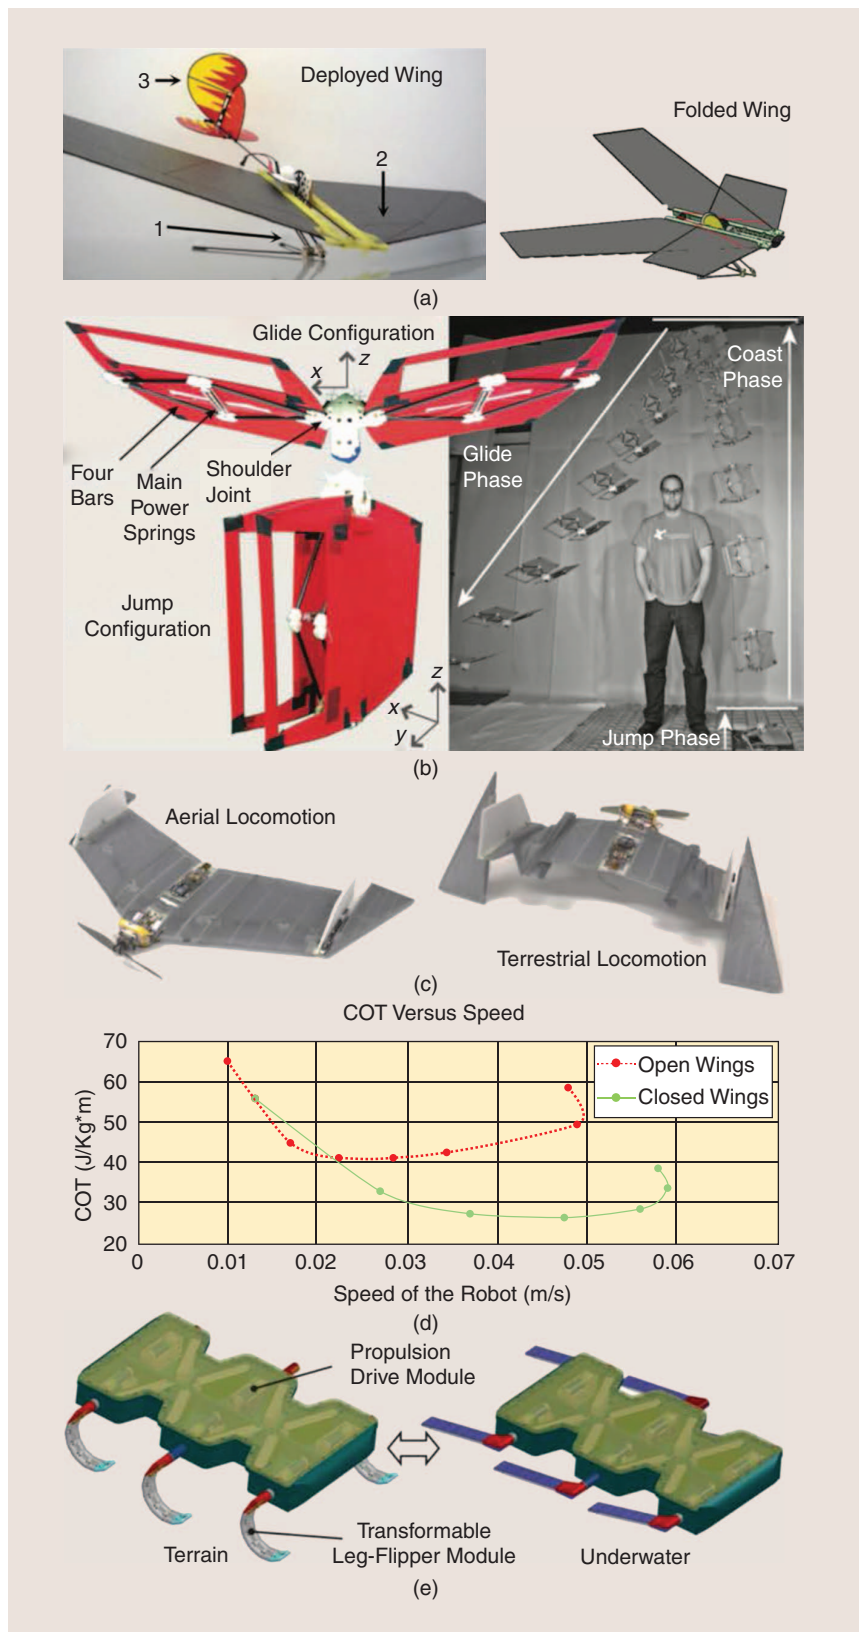 Deployed Wing
3
2
1
Folded Wing
(a)
Glide Configuration
z
x
Four
Bars
Main
Power
Springs
Shoulder
Joint
Jump
Configuration
z
x
y
Coast
Phase
Glide
Phase
Jump Phase
(b)
Aerial Locomotion
Terrestrial Locomotion
(c)
COT Versus Speed
COT (J/Kg*m)
70
60
50
40
30
20
Open Wings
Closed Wings
0
0.01
0.02
0.03
0.04
0.05
0.06
0.07
Speed of the Robot (m/s)
(d)
Propulsion
Drive Module
Transformable
Leg-Flipper Module
Terrain
Underwater
(e)